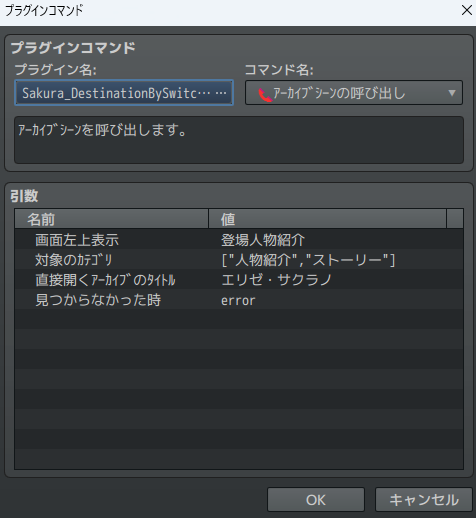 プラグインコマンド
プラグインコマンド
プラグイン名:
コマンド名:
Sakura_DestinationBySwitc… …
ｱｰｶｲﾌﾞｼｰﾝの呼び出し
ｱｰｶｲﾌﾞｼｰﾝを呼び出します。
引数
名前 値
画面左上表示 登場人物紹介
対象のｶﾃｺﾞﾘ ["人物紹介","ストーリー"]
直接開くｱｰｶｲﾌﾞのﾀｲﾄﾙ エリゼ・サクラノ
見つからなかった時 error
OK キャンセル